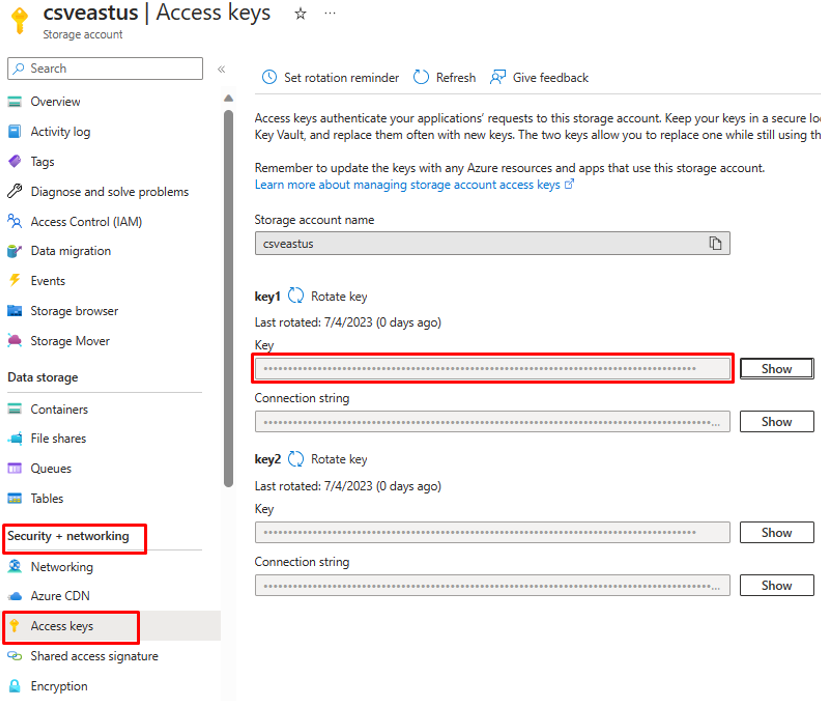 csveastus | Access keys
Storage account
Search
Overview
Activity log
Tags
Diagnose and solve problems
Access Control (IAM)
Data migration
Events
Storage browser
Storage Mover
Data storage
Containers
File shares
Queues
Tables
Security + networking
Networking
Azure CDN
Access keys
Shared access signature
Encryption
Set rotation reminder
Refresh
Give feedback
Access keys authenticate your applications' requests to this storage account. Keep your keys in a secure
Key Vault, and replace them often with new keys. The two keys allow you to replace one while still using
Remember to update the keys with any Azure resources and apps that use this storage account.
Learn more about managing storage account access keys
Storage account name
csveastus
key1
Rotate key
Last rotated: 7/4/2023 (0 days ago)
Key
Show
Connection string
Show
key2
Rotate key
Last rotated: 7/4/2023 (0 days ago)
Key
Show
Connection string
Show